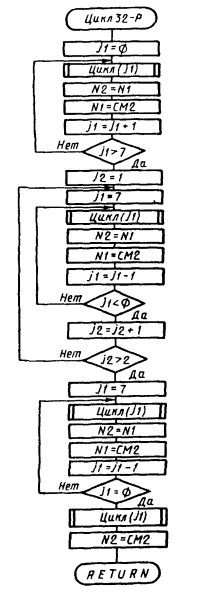 Цикл 32-Р
j1=ф
Цикл(j1)
N2=N1
N1=CM2
j1=j1+1
Нет
j1>7
Да
j2=1
j1=7
Цикл(j1)
N2=N1
N1=CM2
j1=j1-1
Нет
j1<ф
Да
j2=j2+1
Нет
j2>2
Да
j1=7
Цикл(j1)
N2=N1
N1=CM2
j1=j1-1
Нет
j1=ф
Да
Цикл(j1)
N2=CM2
RETURN